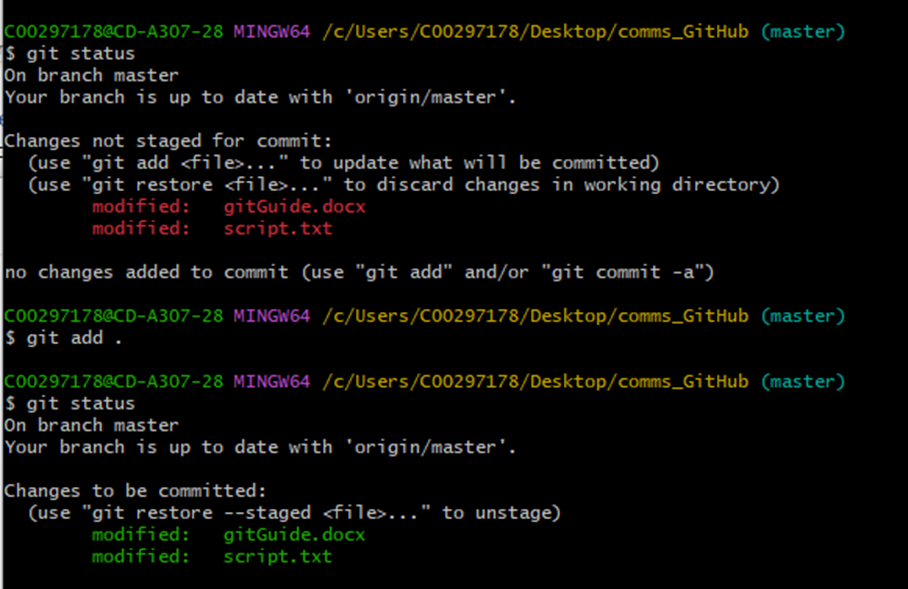 C00297178@CD-A307-28 MINGW64 /c/Users/C00297178/Desktop/comms_GitHub (master)
$ git status
On branch master
Your branch is up to date with 'origin/master'.
Changes not staged for commit:
(use "git add <file>..." to update what will be committed)
(use "git restore <file>..." to discard changes in working directory)
modified: gitGuide.docx
modified: script.txt
no changes added to commit (use "git add" and/or "git commit -a")
C00297178@CD-A307-28 MINGW64 /c/Users/C00297178/Desktop/comms_GitHub (master)
$ git add .
C00297178@CD-A307-28 MINGW64 /c/Users/C00297178/Desktop/comms_GitHub (master)
$ git status
On branch master
Your branch is up to date with 'origin/master'.
Changes to be committed:
(use "git restore --staged <file>..." to unstage)
modified: gitGuide.docx
modified: script.txt